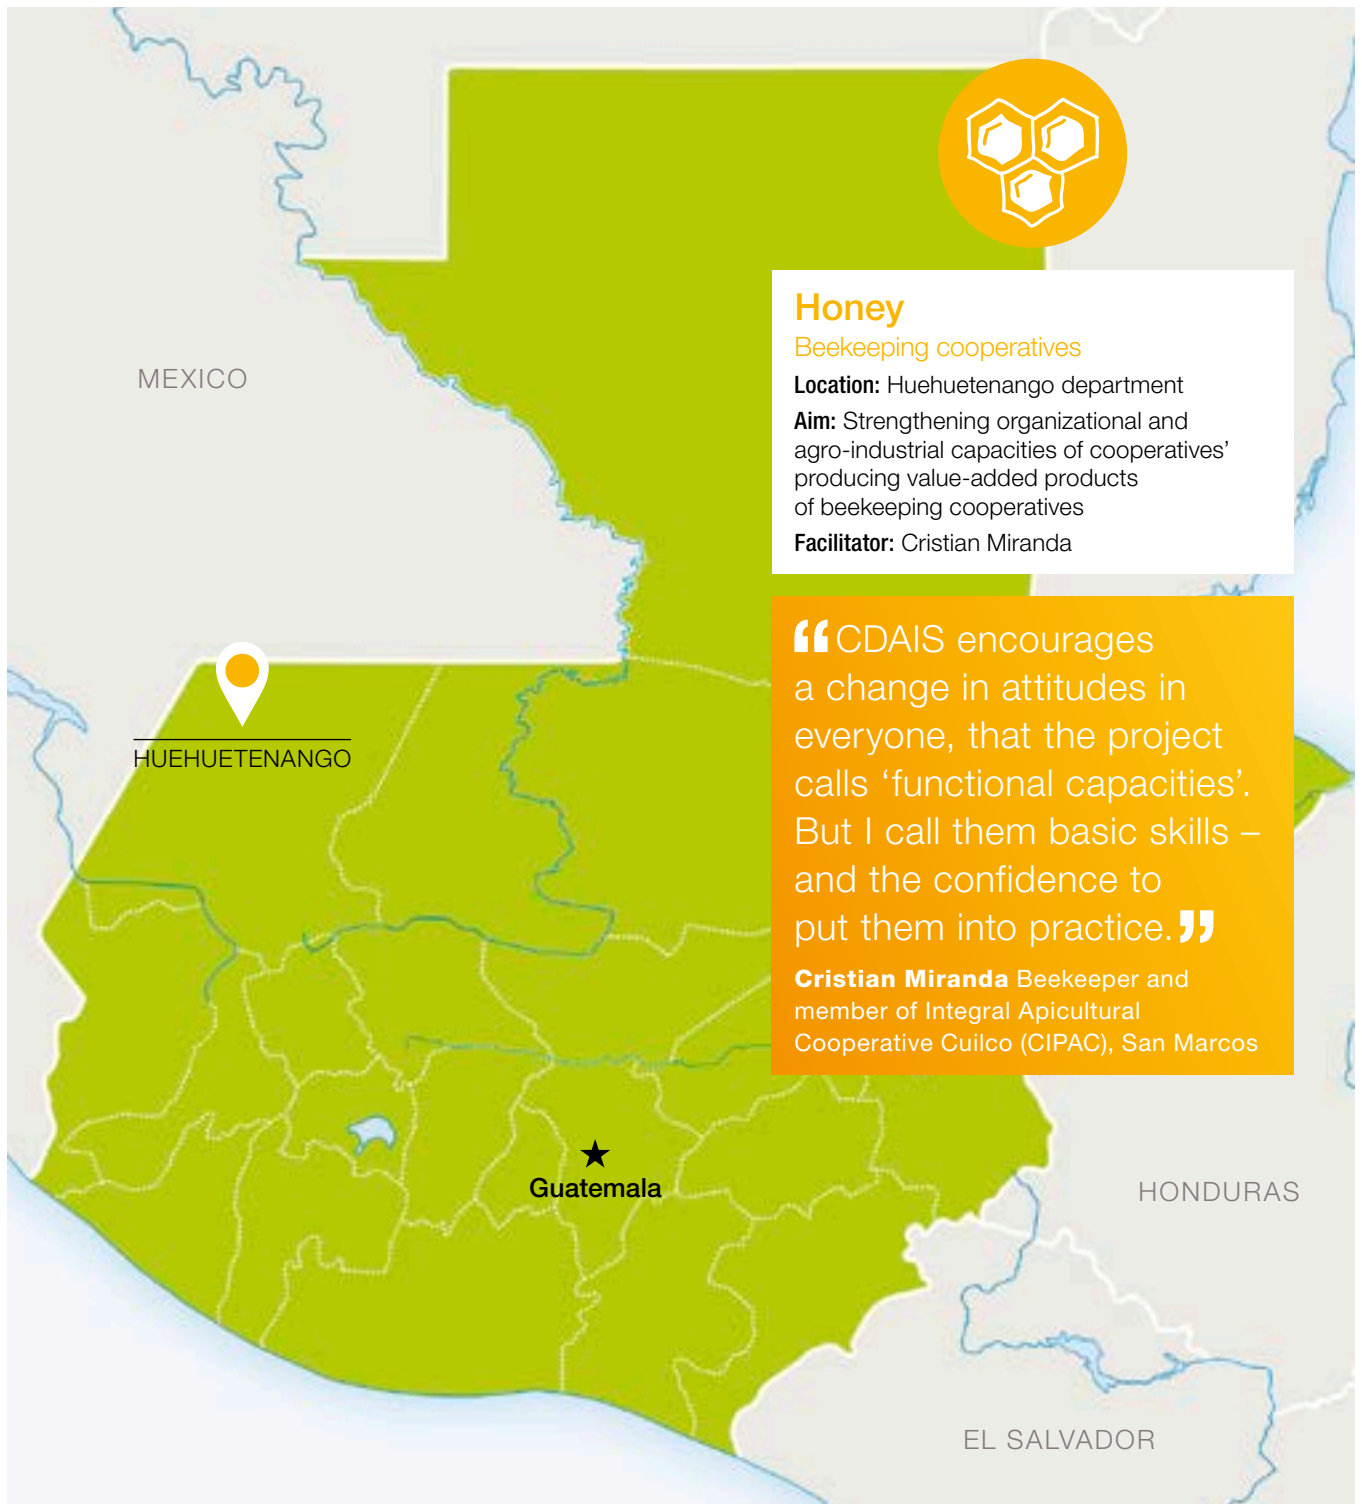 Honey
Beekeeping cooperatives
Location: Huehuetenango department
Aim: Strengthening organizational and
agro-industrial capacities of cooperatives’
producing value-added products
of beekeeping cooperatives
Facilitator: Cristian Miranda
MEXICO
“CDAIS encourages
a change in attitudes in
everyone, that the project
calls ‘functional capacities’.
But I call them basic skills –
and the confidence to
put them into practice.”
Cristian Miranda Beekeeper and
member of Integral Apicultural
Cooperative Cuilco (CIPAC), San Marcos
HUEHUETENANGO
Guatemala
HONDURAS
EL SALVADOR